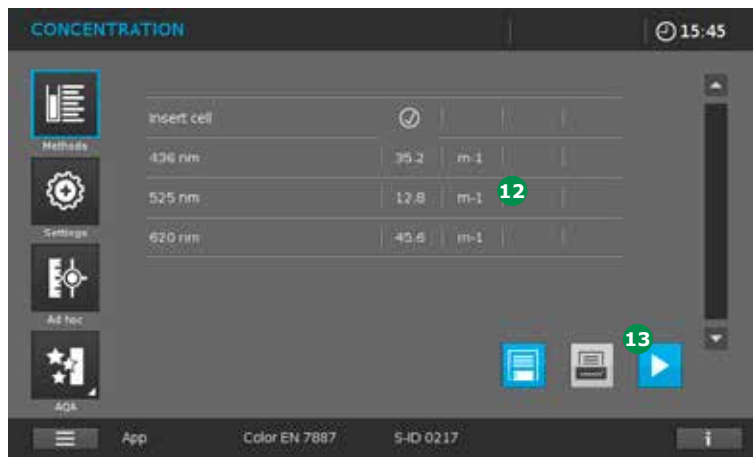 CONCENTRATION 15:45
Methods
Settings
Ad hoc
AQA
Insert cell
436 nm 35.2 m-1
525 nm 12.8 m-1 12
620 nm 45.6 m-1
13
App Color EN 7887 S-ID 0217 i